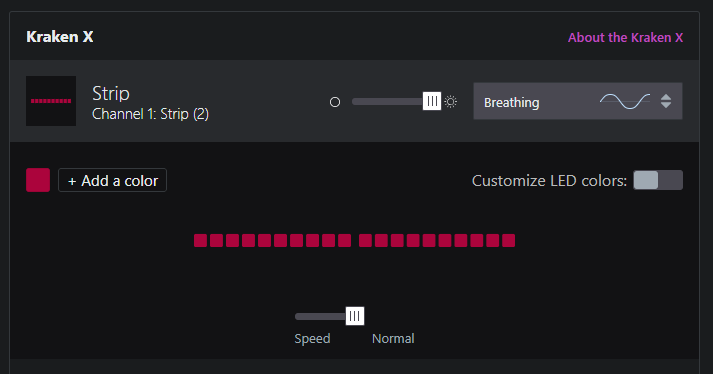 Kraken X
About the Kraken X
Strip
Channel 1: Strip (2)
Breathing
+ Add a color
Customize LED colors:
Speed
Normal